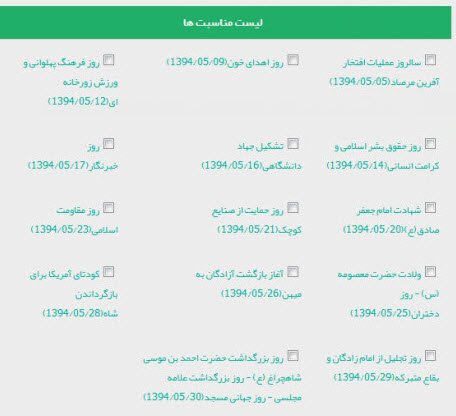 لیست مناسبت ها
سالروز عملیات افتخار
آفرین مرصاد(1394/05/05)
روز اهدای خون(1394/05/09)
روز فرهنگ پهلوانی و
ورزش زورخانه
ای(1394/05/12)
روز حقوق بشر اسلامی و
کرامت انسانی(1394/05/14)
تشکیل جهاد
دانشگاهی(1394/05/16)
روز
خبرنگار(1394/05/17)
شهادت امام جعفر
صادق(ع)(1394/05/20)
روز حمایت از صنایع
کوچک(1394/05/21)
روز مقاومت
اسلامی(1394/05/23)
ولادت حضرت معصومه
(س) - روز
دختران(1394/05/25)
آغاز بازگشت آزادگان به
میهن(1394/05/26)
کودتای آمریکا برای
بازگرداندن
شاه(1394/05/28)
روز تجلیل از امام زادگان و
بقاع متبرکه(1394/05/29)
روز بزرگداشت حضرت احمد بن موسی
شاهچراغ (ع) - روز بزرگداشت علامه
مجلسی - روز جهانی مسجد(1394/05/30)